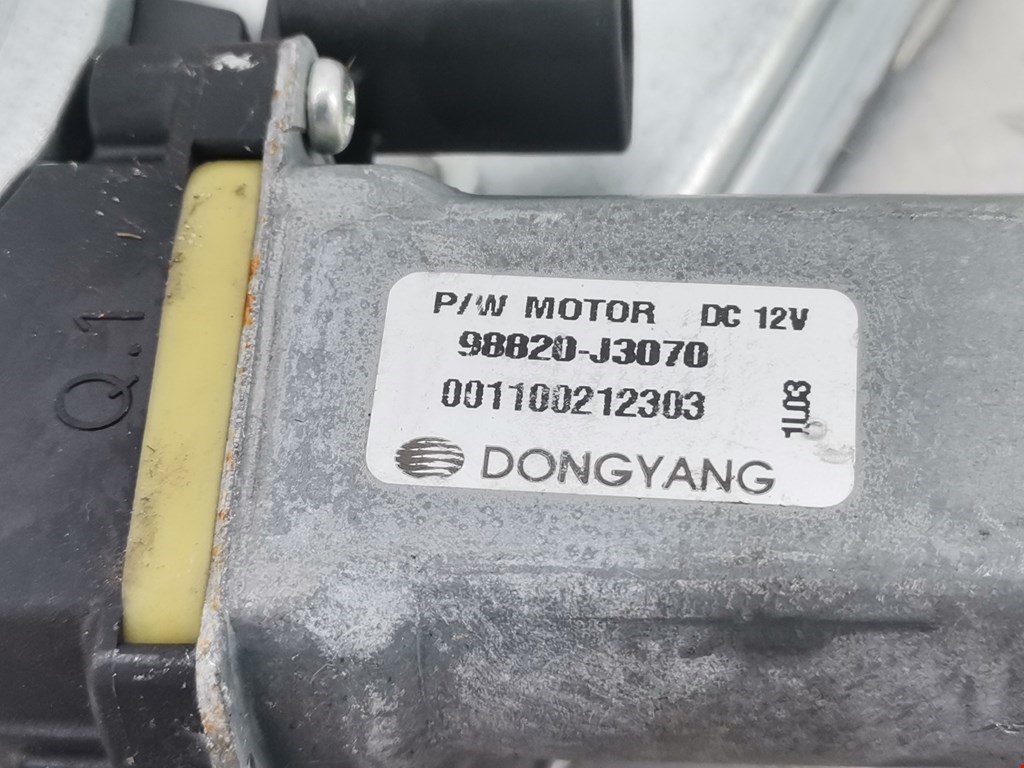 P/W MOTOR DC 12V
98820-J3070
001100212303
1L03
DONGYANG
Q.1